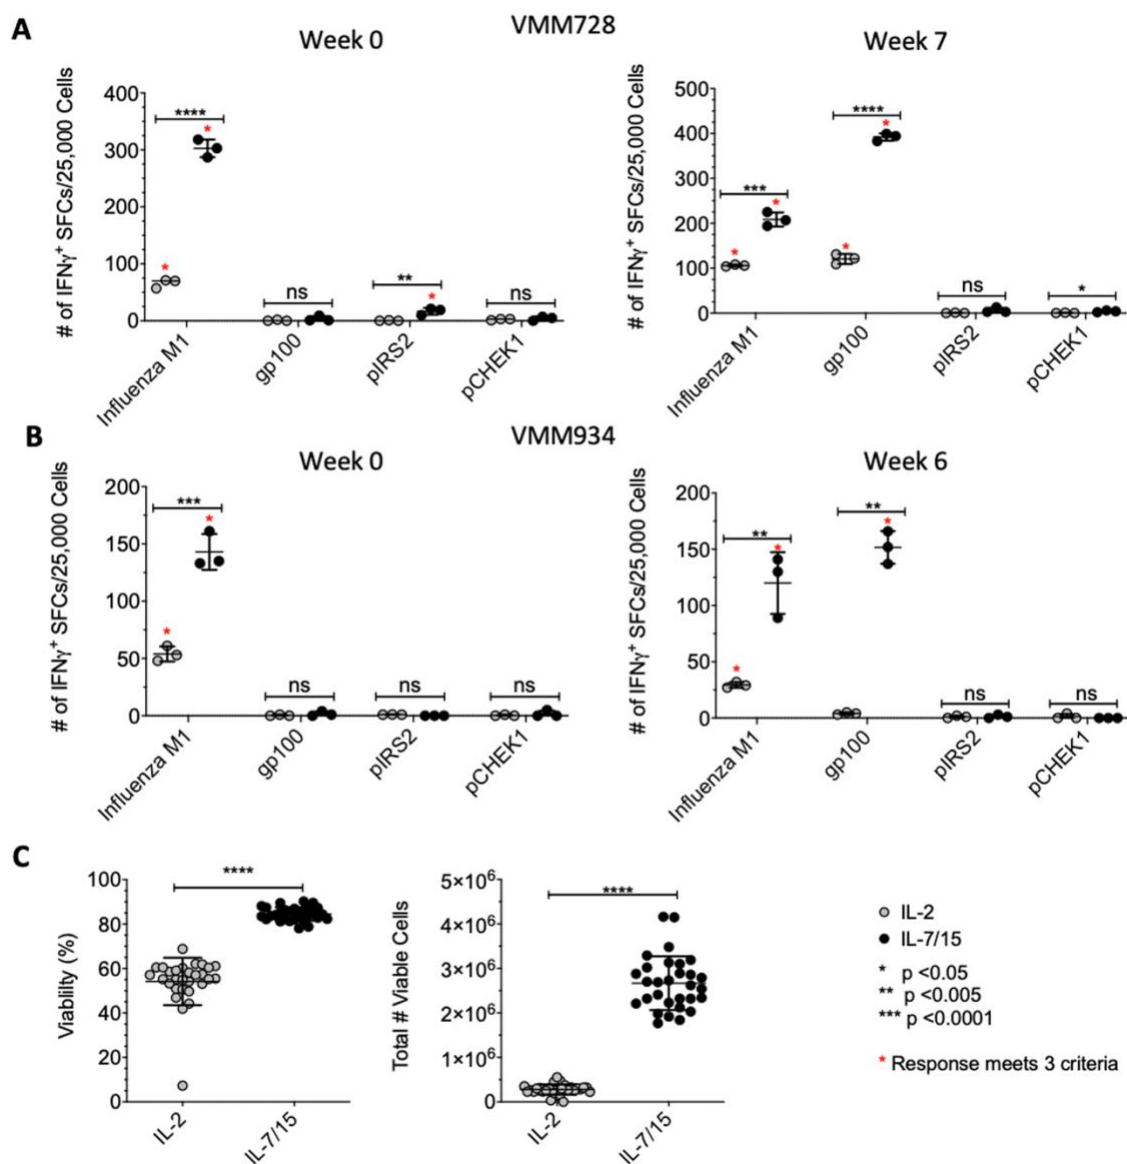 A
VMM728
Week 0
Week 7
# of IFNγ+ SFCs/25,000 Cells
400
300
200
100
0
****
*
*
ns
**
*
ns
Influenza M1
gp100
pIRS2
pCHEK1
# of IFNγ+ SFCs/25,000 Cells
500
400
300
200
100
0
***
*
*
****
*
*
ns
*
Influenza M1
gp100
pIRS2
pCHEK1
B
VMM934
Week 0
Week 6
# of IFNγ+ SFCs/25,000 Cells
200
150
100
50
0
***
*
*
ns
ns
ns
Influenza M1
gp100
pIRS2
pCHEK1
# of IFNγ+ SFCs/25,000 Cells
200
150
100
50
0
**
*
*
**
*
ns
ns
Influenza M1
gp100
pIRS2
pCHEK1
C
Viablilty (%)
100
80
60
40
20
0
****
IL-2
IL-7/15
Total # Viable Cells
5×10⁶
4×10⁶
3×10⁶
2×10⁶
1×10⁶
0
****
IL-2
IL-7/15
IL-2
IL-7/15
* p <0.05
** p <0.005
*** p <0.0001
* Response meets 3 criteria